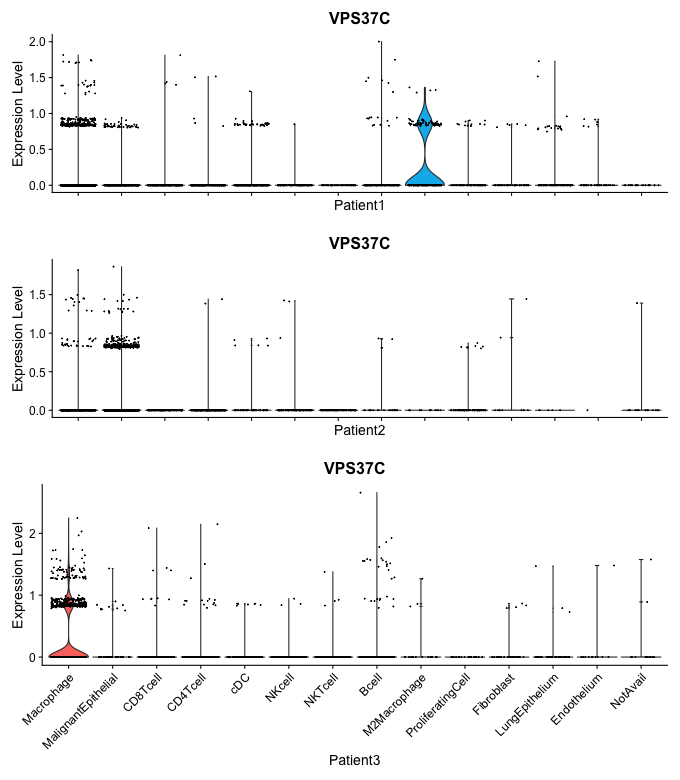 VPS37C
Expression Level
2.0
1.5
1.0
0.5
0.0
Patient1
VPS37C
Expression Level
1.5
1.0
0.5
0.0
Patient2
VPS37C
Expression Level
2
1
0
Macrophage
MalignantEpithelial
CD8Tcell
CD4Tcell
cDC
NKcell
NKTcell
Bcell
M2Macrophage
ProliferatingCell
Fibroblast
LungEpithelium
Endothelium
NotAvail
Patient3